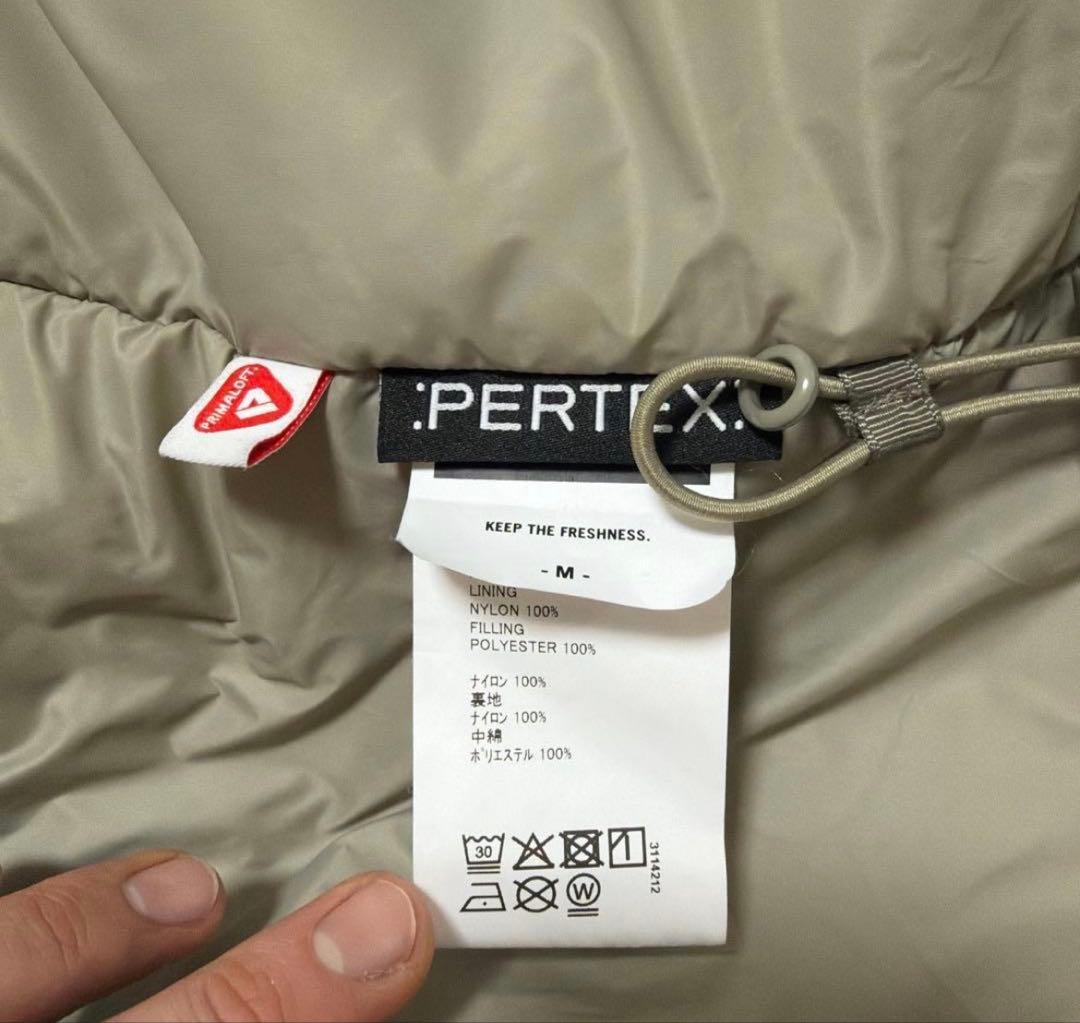 PRIMALOFT
:PERTEX:
KEEP THE FRESHNESS.
- M -
LINING
NYLON 100%
FILLING
POLYESTER 100%
ナイロン 100%
裏地
ナイロン 100%
中綿
ポリエステル 100%
30
W
3114212